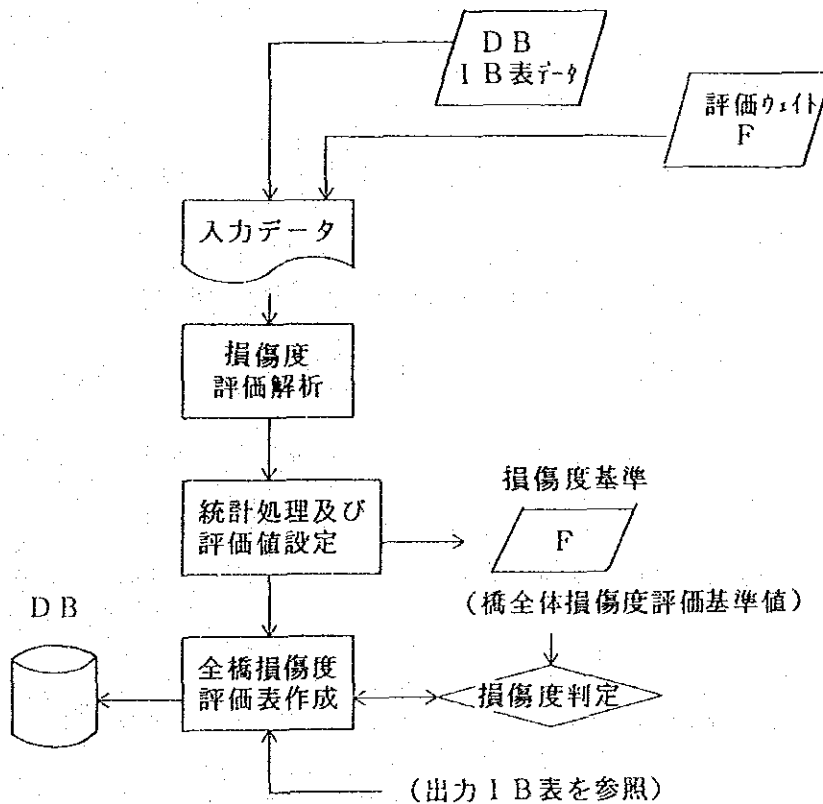 DB
IB表データ
評価ウェイト
F
入力データ
損傷度
評価解析
統計処理及び
評価値設定
損傷度基準
F
(橋全体損傷度評価基準値)
DB
全橋損傷度
評価表作成
損傷度判定
(出力IB表を参照)